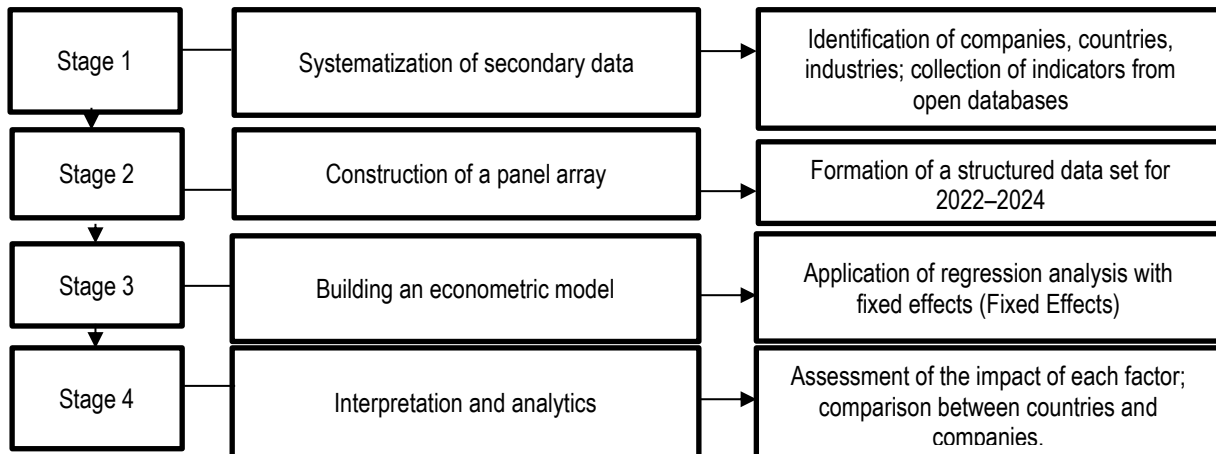 Stage 1
Systematization of secondary data
Identification of companies, countries,
industries; collection of indicators from
open databases
Stage 2
Construction of a panel array
Formation of a structured data set for
2022–2024
Stage 3
Building an econometric model
Application of regression analysis with
fixed effects (Fixed Effects)
Stage 4
Interpretation and analytics
Assessment of the impact of each factor;
comparison between countries and
companies.